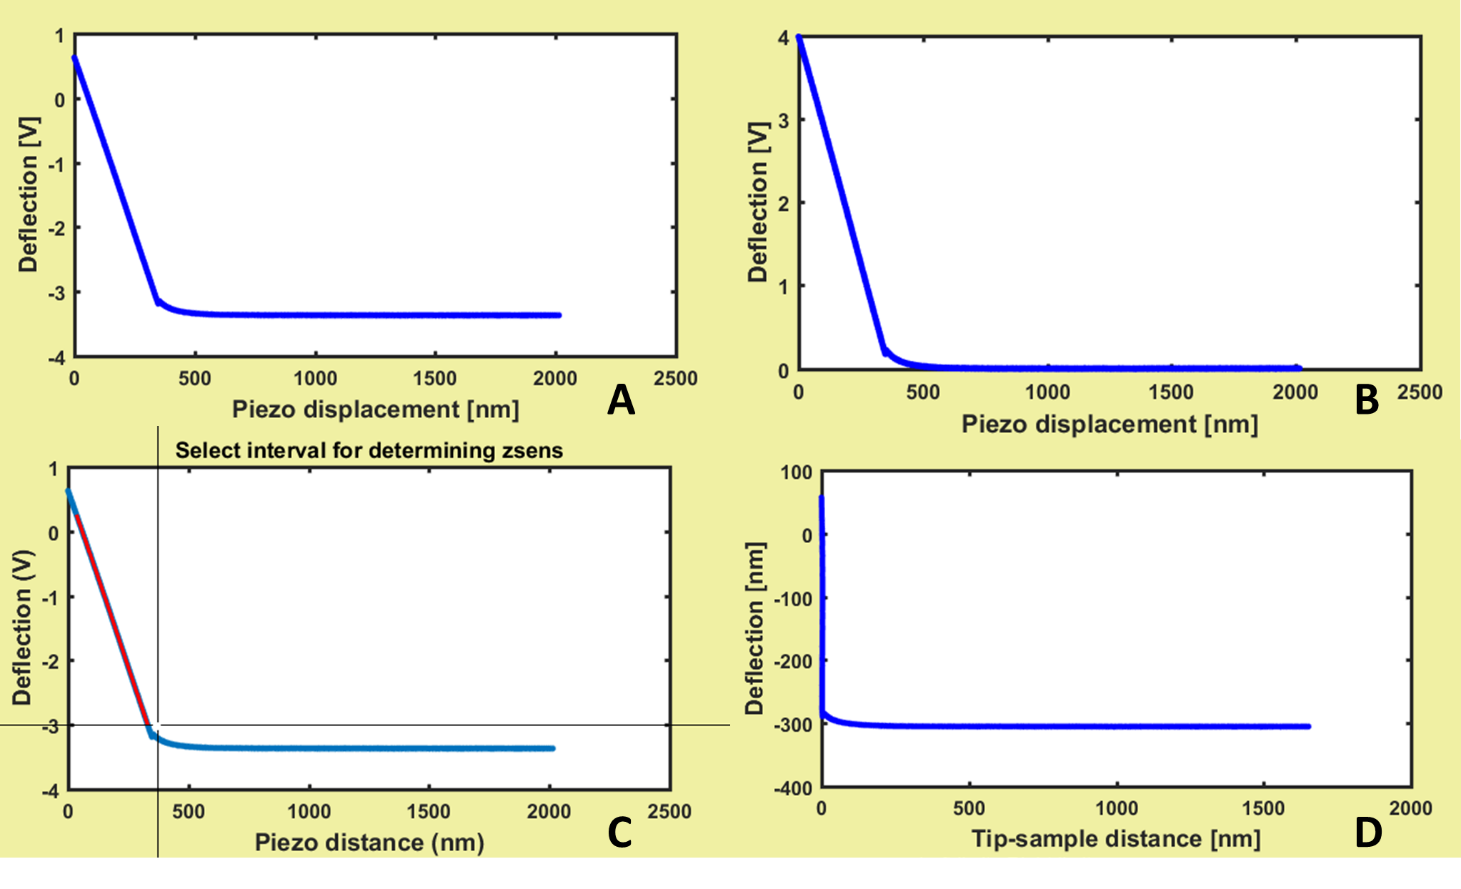 1
0
-1
-2
-3
-4
Deflection [V]
0 500 1000 1500 2000 2500
Piezo displacement [nm]
A
4
3
2
1
0
Deflection [V]
0 500 1000 1500 2000 2500
Piezo displacement [nm]
B
Select interval for determining zsens
1
0
-1
-2
-3
-4
Deflection (V)
0 500 1000 1500 2000 2500
Piezo distance (nm)
C
100
0
-100
-200
-300
-400
Deflection [nm]
0 500 1000 1500 2000
Tip-sample distance [nm]
D